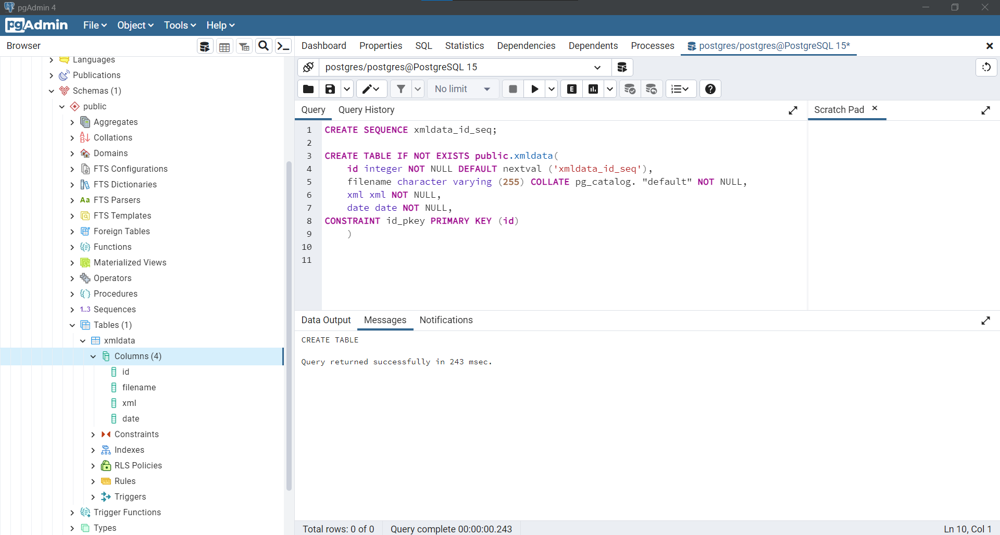 pgAdmin 4
pgAdmin File Object Tools Help
Browser
Dashboard Properties SQL Statistics Dependencies Dependents Processes postgres/postgres@PostgreSQL 15*
Languages
Publications
Schemas (1)
public
Aggregates
Collations
Domains
FTS Configurations
FTS Dictionaries
Aa FTS Parsers
FTS Templates
Foreign Tables
Functions
Materialized Views
Operators
Procedures
1..3 Sequences
Tables (1)
xmldata
Columns (4)
id
filename
xml
date
Constraints
Indexes
RLS Policies
Rules
Triggers
Trigger Functions
Types
postgres/postgres@PostgreSQL 15
No limit E
Query Query History
Scratch Pad
1 CREATE SEQUENCE xmldata_id_seq;
2
3 CREATE TABLE IF NOT EXISTS public.xmldata(
4 id integer NOT NULL DEFAULT nextval ('xmldata_id_seq'),
5 filename character varying (255) COLLATE pg_catalog. "default" NOT NULL,
6 xml xml NOT NULL,
7 date date NOT NULL,
8 CONSTRAINT id_pkey PRIMARY KEY (id)
9 )
10
11
Data Output Messages Notifications
CREATE TABLE
Query returned successfully in 243 msec.
Total rows: 0 of 0 Query complete 00:00:00.243 Ln 10, Col 1